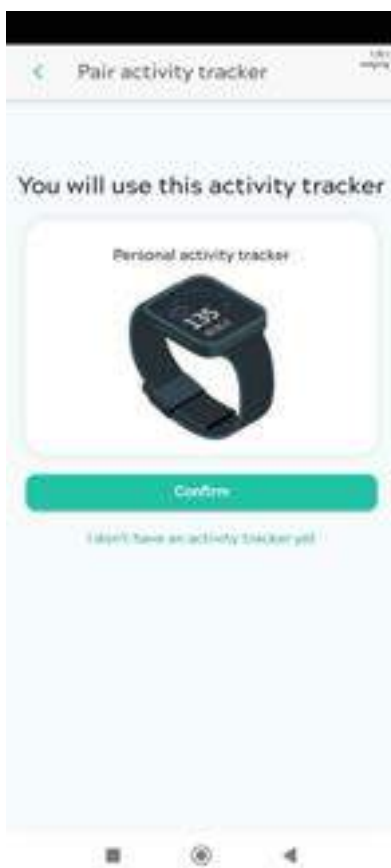 Pair activity tracker
You will use this activity tracker
Personal activity tracker
135
Confirm
I don't have an activity tracker yet